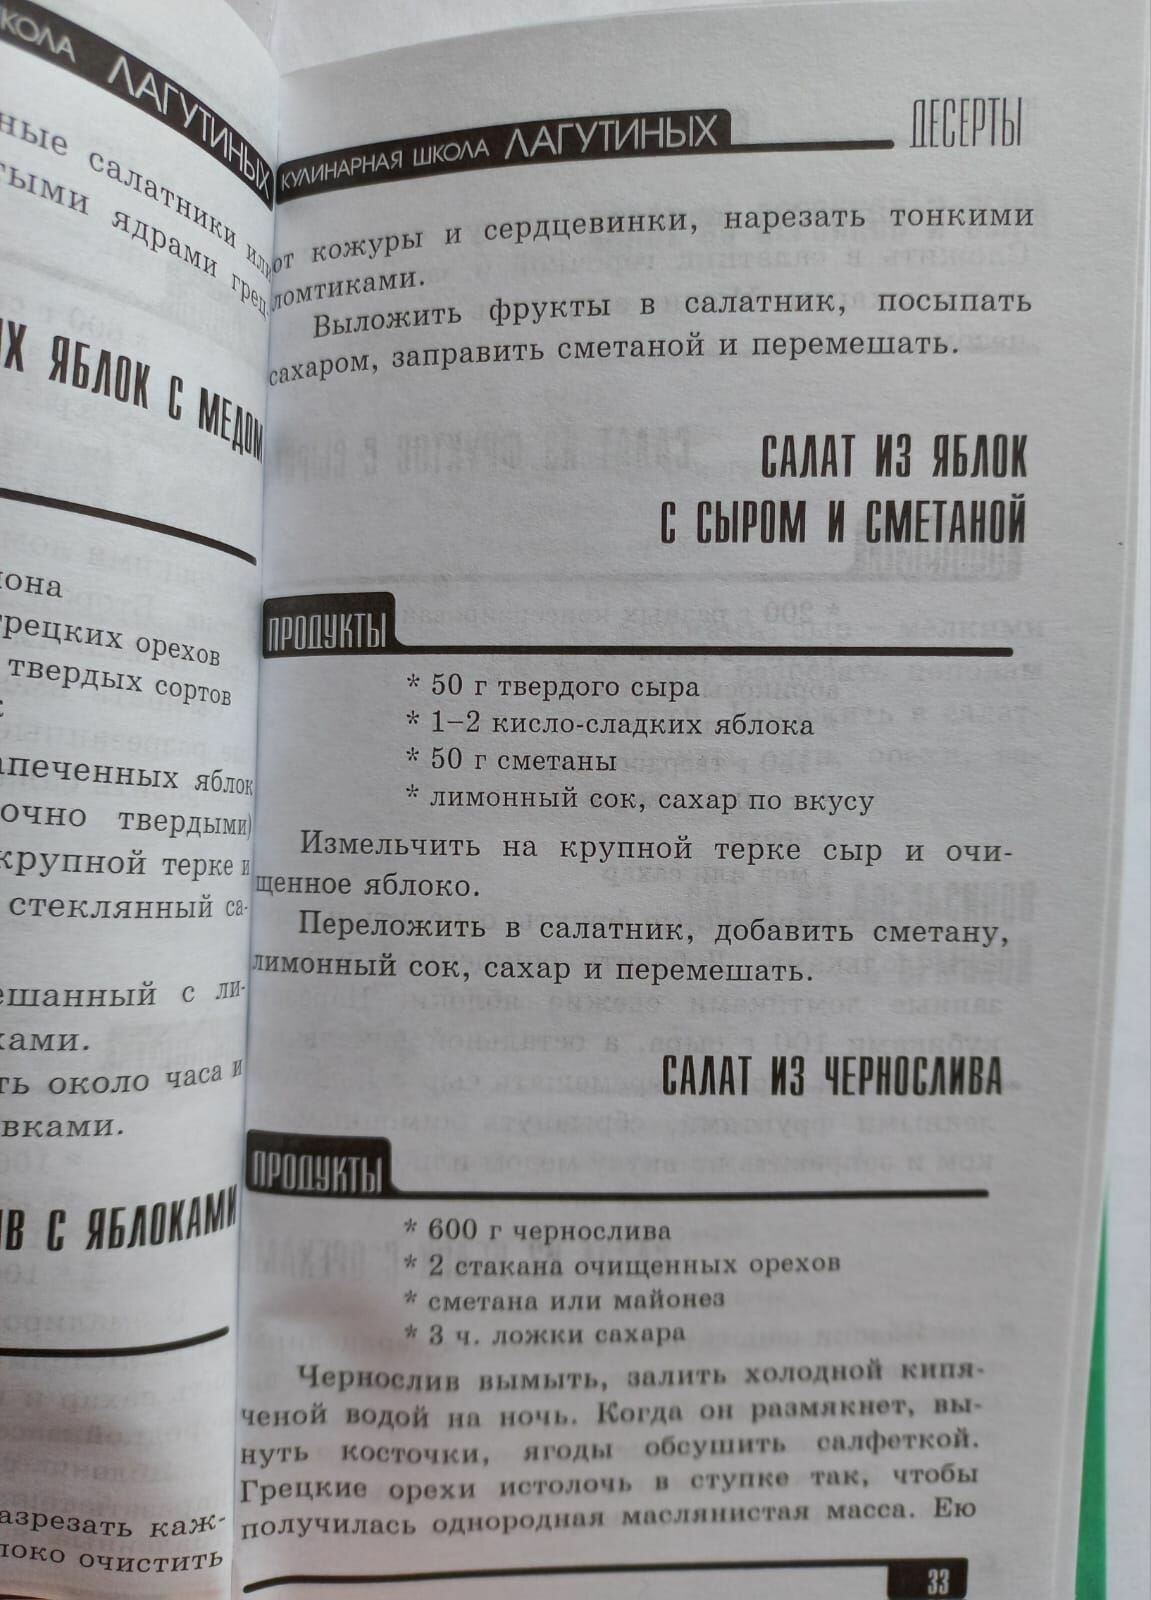 КОЛА ЛАГУТИНЫХ
ные салатники или
тыми ядрами грец-
ИХ ЯБЛОК С МЕДОМ
она
грецких орехов
твердых сортов
апеченных яблок
очно твердыми)
крупной терке и
стеклянный са-
ешанный с ли-
ками.
ть около часа и
вками.
ИВ С ЯБЛОКАМИ
азрезать каж-
локо очистить
КУЛИНАРНАЯ ШКОЛА ЛАГУТИНЫХ ДЕСЕРТЫ
от кожуры и сердцевинки, нарезать тонкими
ломтиками.
Выложить фрукты в салатник, посыпать
сахаром, заправить сметаной и перемешать.
САЛАТ ИЗ ЯБЛОК
С СЫРОМ И СМЕТАНОЙ
ПРОДУКТЫ
* 50 г твердого сыра
* 1–2 кисло-сладких яблока
* 50 г сметаны
* лимонный сок, сахар по вкусу
Измельчить на крупной терке сыр и очи-
щенное яблоко.
Переложить в салатник, добавить сметану,
лимонный сок, сахар и перемешать.
САЛАТ ИЗ ЧЕРНОСЛИВА
ПРОДУКТЫ
* 600 г чернослива
* 2 стакана очищенных орехов
* сметана или майонез
* 3 ч. ложки сахара
Чернослив вымыть, залить холодной кипя-
ченой водой на ночь. Когда он размякнет, вы-
нуть косточки, ягоды обсушить салфеткой.
Грецкие орехи истолочь в ступке так, чтобы
получилась однородная маслянистая масса. Ею
33